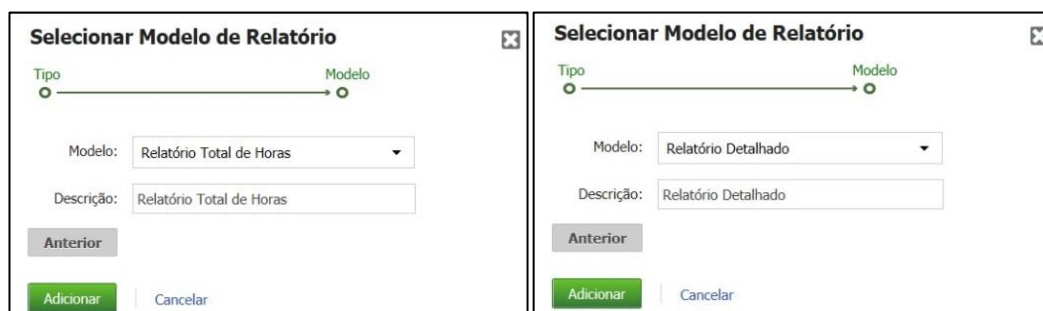 Selecionar Modelo de Relatório
Tipo Modelo
Modelo: Relatório Total de Horas
Descrição: Relatório Total de Horas
Anterior
Adicionar Cancelar
Selecionar Modelo de Relatório
Tipo Modelo
Modelo: Relatório Detalhado
Descrição: Relatório Detalhado
Anterior
Adicionar Cancelar